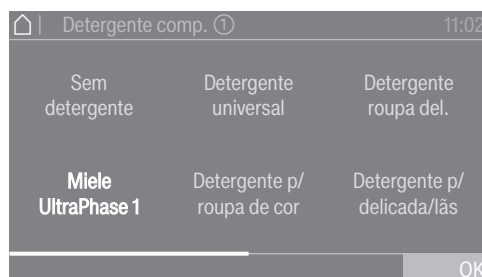 Detergente comp. ① 11:02
Sem detergente
Detergente universal
Detergente roupa del.
Miele UltraPhase 1
Detergente p/ roupa de cor
Detergente p/ delicada/lãs
OK